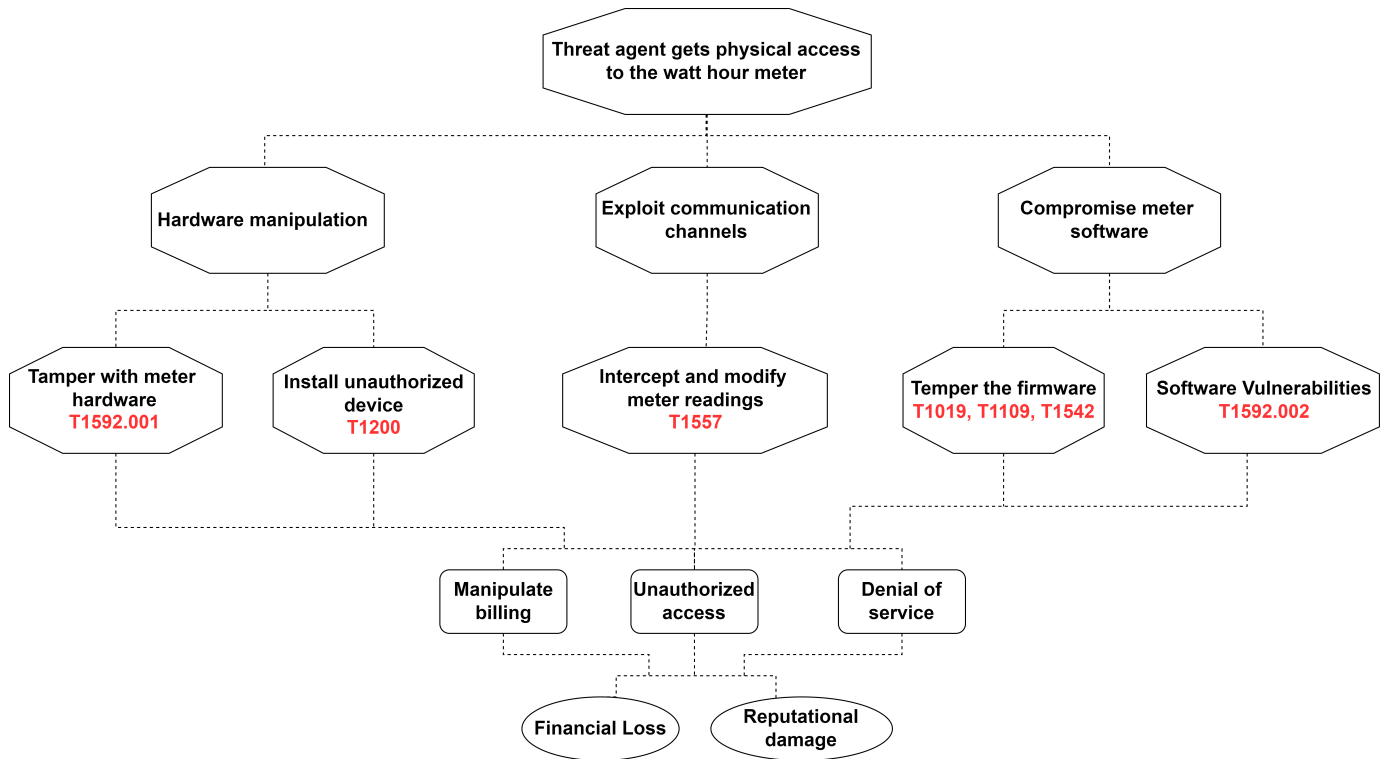 Threat agent gets physical access
to the watt hour meter
Hardware manipulation
Exploit communication
channels
Compromise meter
software
Tamper with meter
hardware
T1592.001
Install unauthorized
device
T1200
Intercept and modify
meter readings
T1557
Temper the firmware
T1019, T1109, T1542
Software Vulnerabilities
T1592.002
Manipulate
billing
Unauthorized
access
Denial of
service
Financial Loss
Reputational
damage